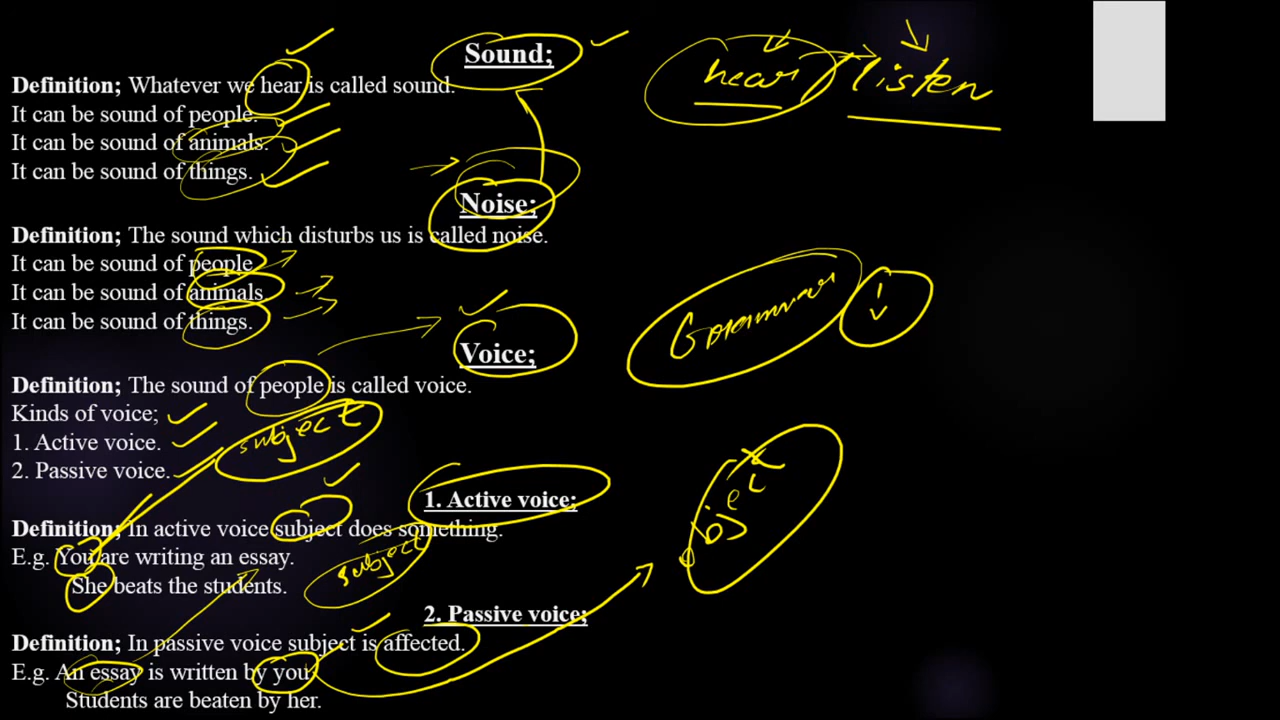 Sound;
hear listen
Definition; Whatever we hear is called sound.
It can be sound of people.
It can be sound of animals.
It can be sound of things.
Noise;
Definition; The sound which disturbs us is called noise.
It can be sound of people.
It can be sound of animals.
It can be sound of things.
Grammar
Voice;
Definition; The sound of people is called voice.
Kinds of voice;
1. Active voice.
subject
2. Passive voice.
1. Active voice;
object
Definition; In active voice subject does something.
E.g. You are writing an essay.
subject
She beats the students.
2. Passive voice;
Definition; In passive voice subject is affected.
E.g. An essay is written by you.
Students are beaten by her.